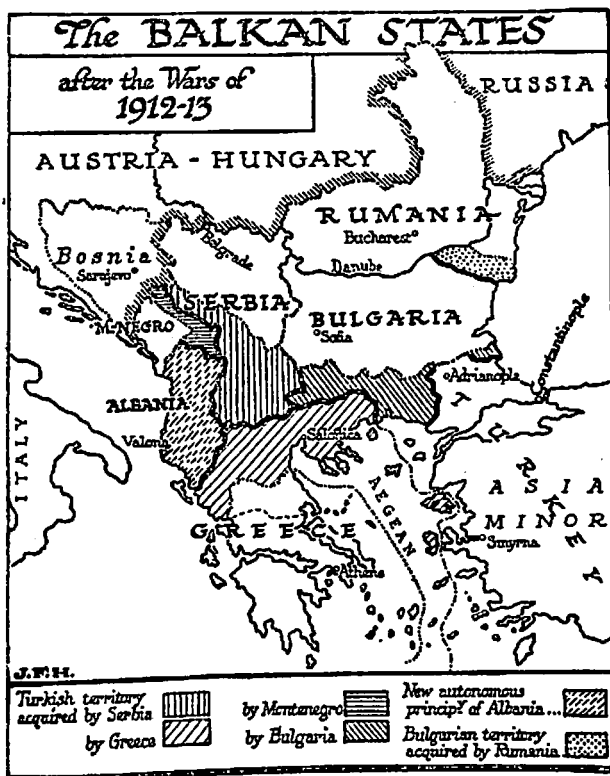 The BALKAN STATES
after the Wars of
1912-13
RUSSIA
AUSTRIA - HUNGARY
RUMANIA
Bucharest
Belgrade
Bosnia
Sarajevo
Danube
SERBIA
M-NEGRO
BULGARIA
Sofia
Constantinople
Adrianople
ALBANIA
TURKEY
Valona
Salonica
ITALY
AEGEAN
ASIA
MINOR
GREECE
Smyrna
Athens
J.F.H.
Turkish territory
acquired by Serbia
by Greece
by Montenegro
by Bulgaria
New autonomous
princip.y of Albania ...
Bulgarian territory
acquired by Rumania